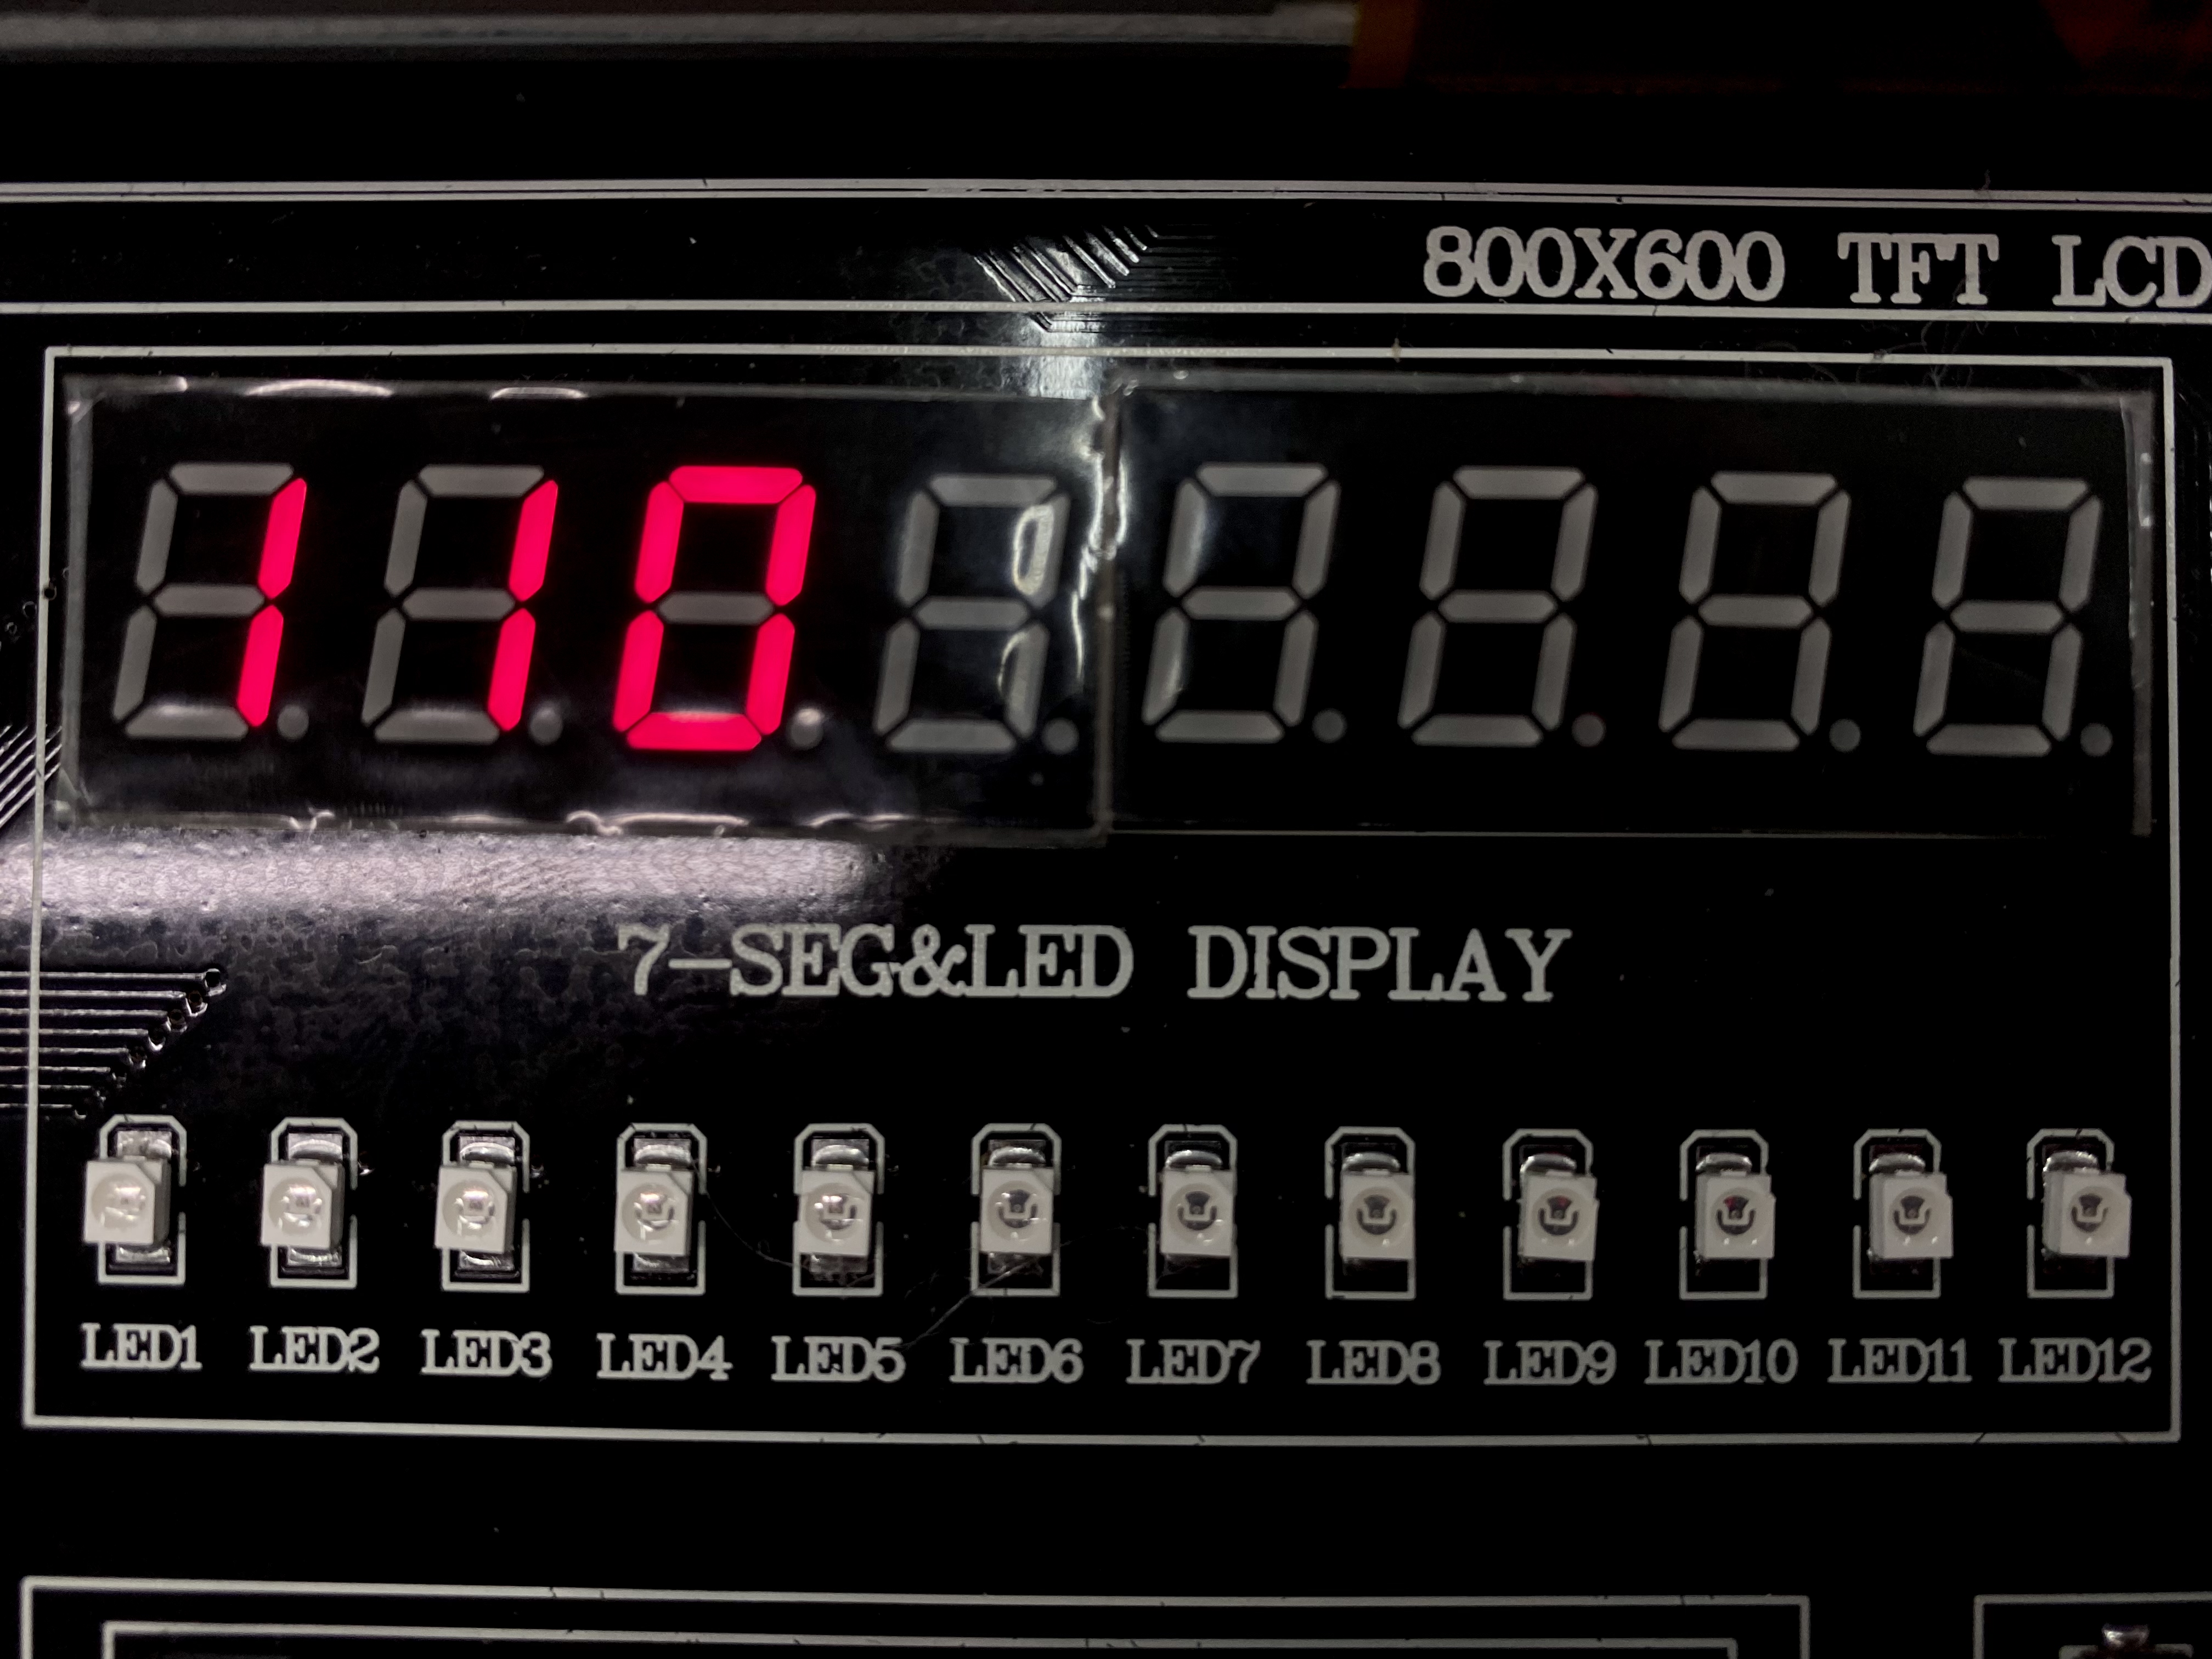 800X600 TFT LCD
110
7-SEG&LED DISPLAY
LED1 LED2 LED3 LED4 LED5 LED6 LED7 LED8 LED9 LED10 LED11 LED12